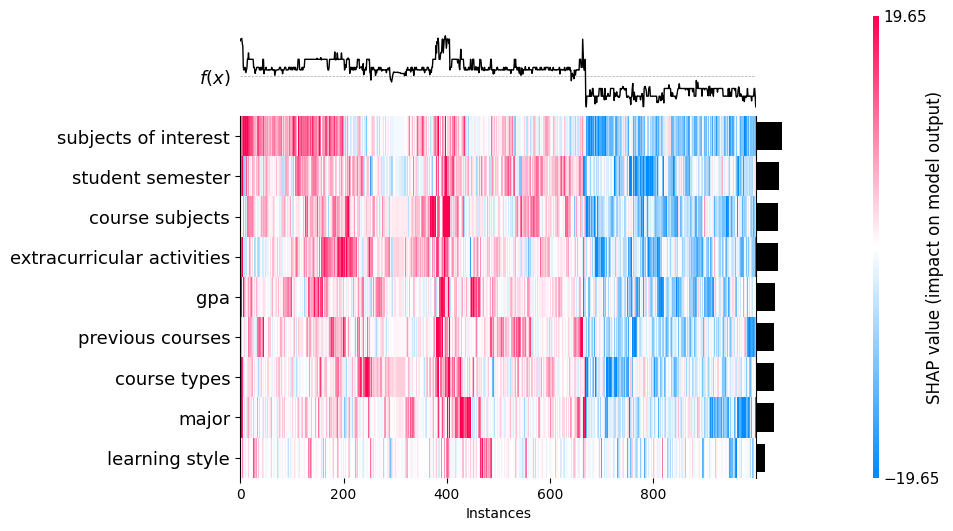 19.65
f(x)
subjects of interest
student semester
course subjects
extracurricular activities
gpa
previous courses
course types
major
learning style
0 200 400 600 800
Instances
−19.65
SHAP value (impact on model output)